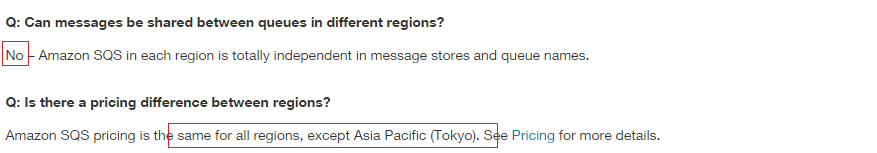 Q: Can messages be shared between queues in different regions?
No – Amazon SQS in each region is totally independent in message stores and queue names.
Q: Is there a pricing difference between regions?
Amazon SQS pricing is the same for all regions, except Asia Pacific (Tokyo). See Pricing for more details.